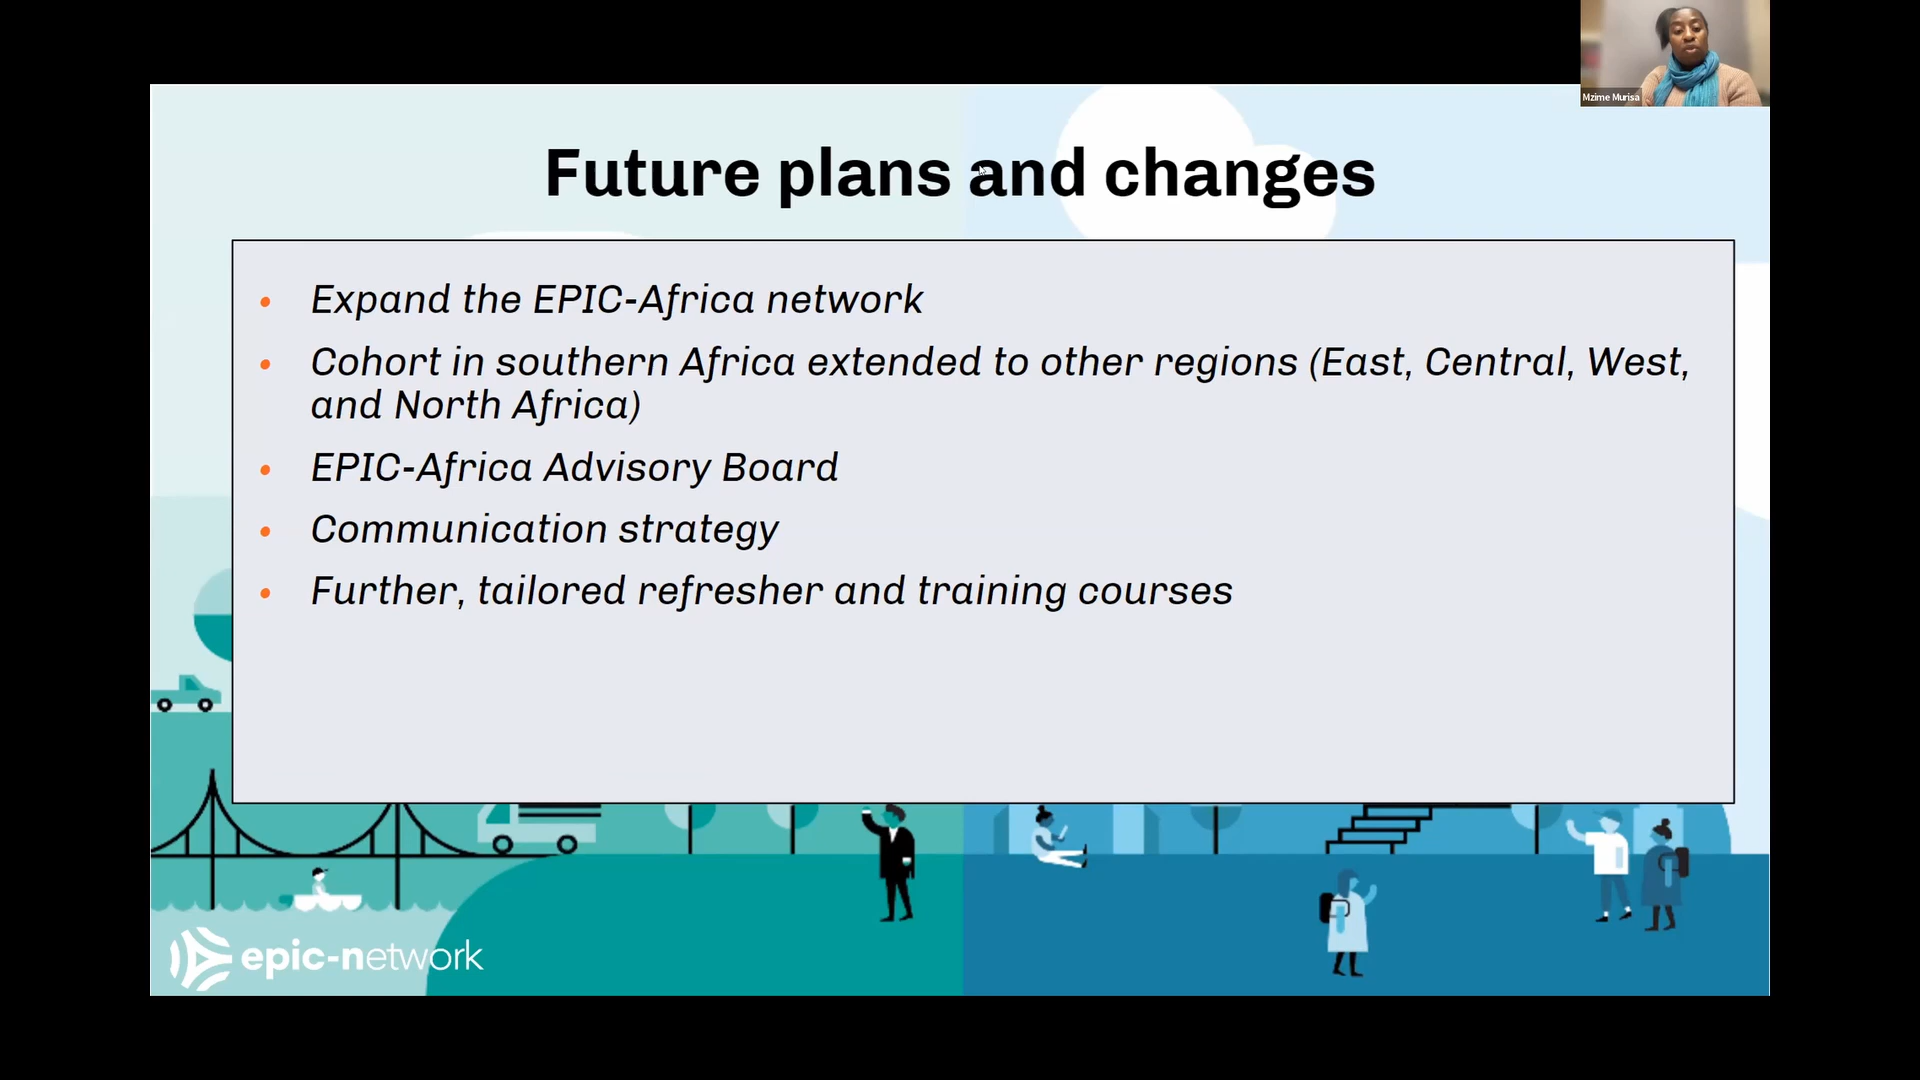 Mzime Murisa
Future plans and changes
• Expand the EPIC-Africa network
• Cohort in southern Africa extended to other regions (East, Central, West,
and North Africa)
• EPIC-Africa Advisory Board
• Communication strategy
• Further, tailored refresher and training courses
epic-network